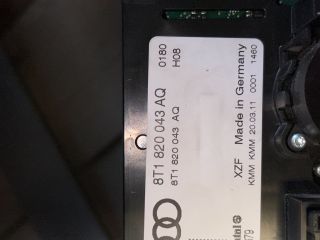 8T1 820 043 AQ 0180
8T1 820 043 AQ H08
XZF Made in Germany
KMM KMM 20.03.11 0001 1460